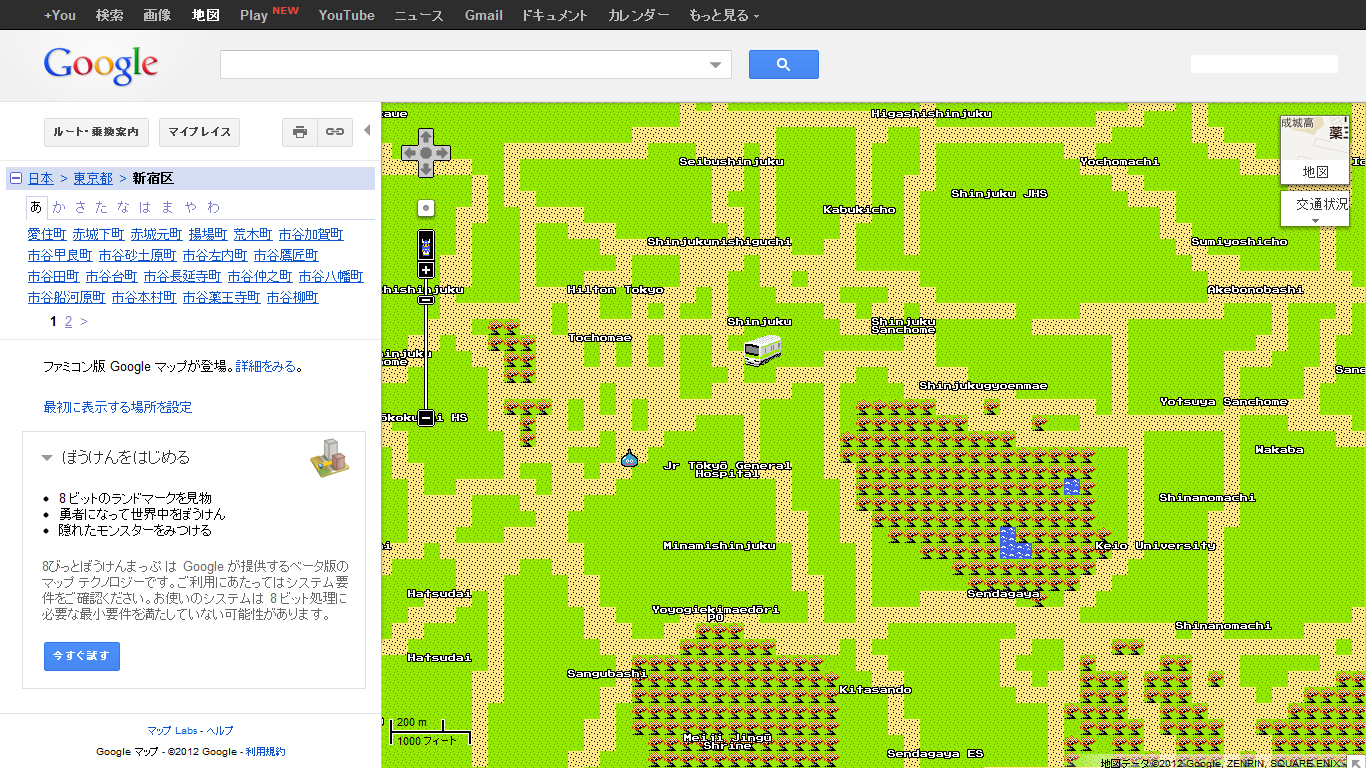 +You 検索 画像 地図 Play NEW YouTube ニュース Gmail ドキュメント カレンダー もっと見る
Google
ルート・乗換案内 マイプレイス
日本 > 東京都 > 新宿区
あ か さ た な は ま や わ
愛住町 赤城下町 赤城元町 揚場町 荒木町 市谷加賀町
市谷甲良町 市谷砂土原町 市谷左内町 市谷鷹匠町
市谷田町 市谷台町 市谷長延寺町 市谷仲之町 市谷八幡町
市谷船河原町 市谷本村町 市谷薬王寺町 市谷柳町
1 2 >
ファミコン版 Google マップが登場。詳細をみる。
最初に表示する場所を設定
ぼうけんをはじめる
• 8 ビットのランドマークを見物
• 勇者になって世界中をぼうけん
• 隠れたモンスターをみつける
8びっとぼうけんまっぷ は Google が提供するベータ版の
マップ テクノロジーです。ご利用にあたってはシステム要
件をご確認ください。お使いのシステムは 8 ビット処理に
必要な最小要件を満たしていない可能性があります。
今すぐ試す
マップ Labs - ヘルプ
Google マップ - ©2012 Google - 利用規約
Higashishinjuku
成城高
地図
交通状況
Seibushinjuku
Yochomachi
Shinjuku JHS
Kabukicho
Shinjukunishiguchi
Sumiyoshicho
Hilton Tokyo
Akebonobashi
Shinjuku
Shinjuku
Sanchome
Tochomae
Shinjukugyoenmae
Yotsuya Sanchome
Wakaba
Jr Tōkyō General
Hospital
Shinanomachi
Minamishinjuku
Keio University
Hatsudai
Sendagaya
Yoyogiekimaedōri
PO
Shinanomachi
Hatsudai
Sangubashi
Kitasando
200 m
1000 フィート
Meiji Jingū
Shrine
Sendagaya ES
地図データ ©2012 Google, ZENRIN, SQUARE ENIX